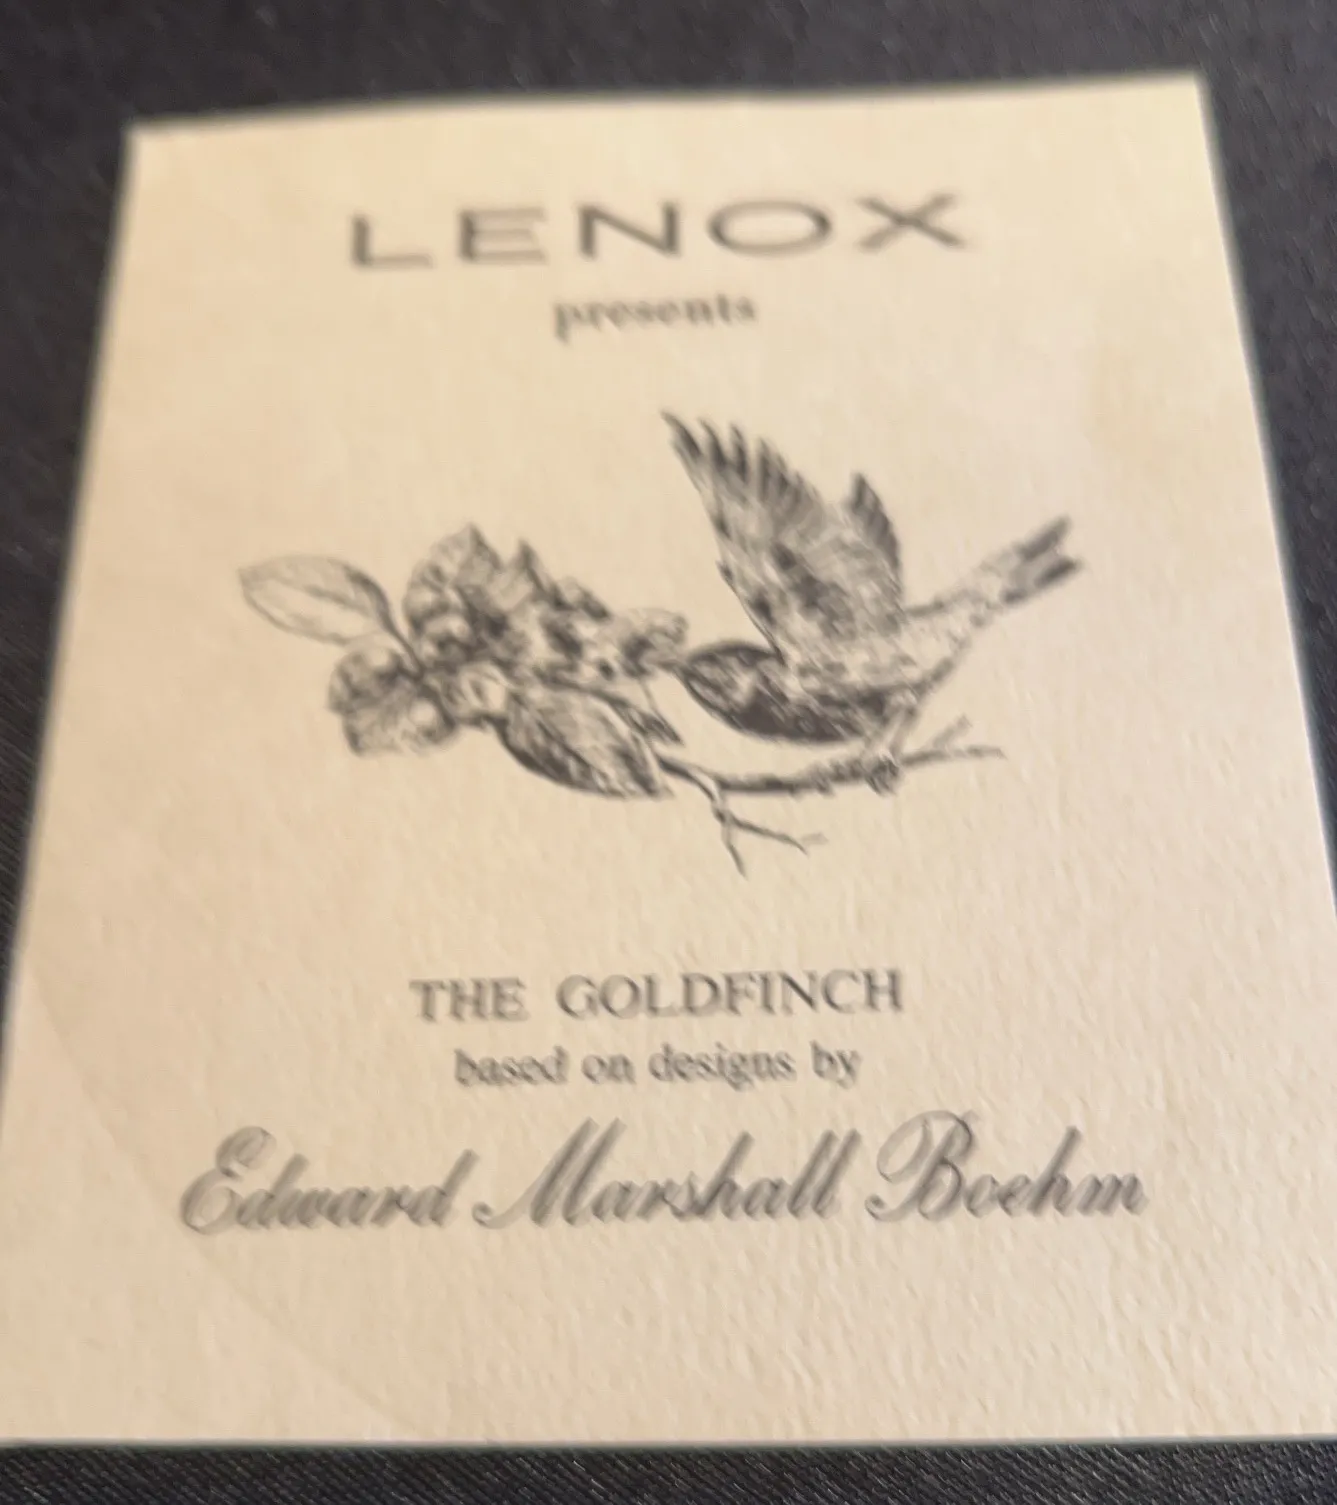 LENOX
presents
THE GOLDFINCH
based on designs by
Edward Marshall Boehm